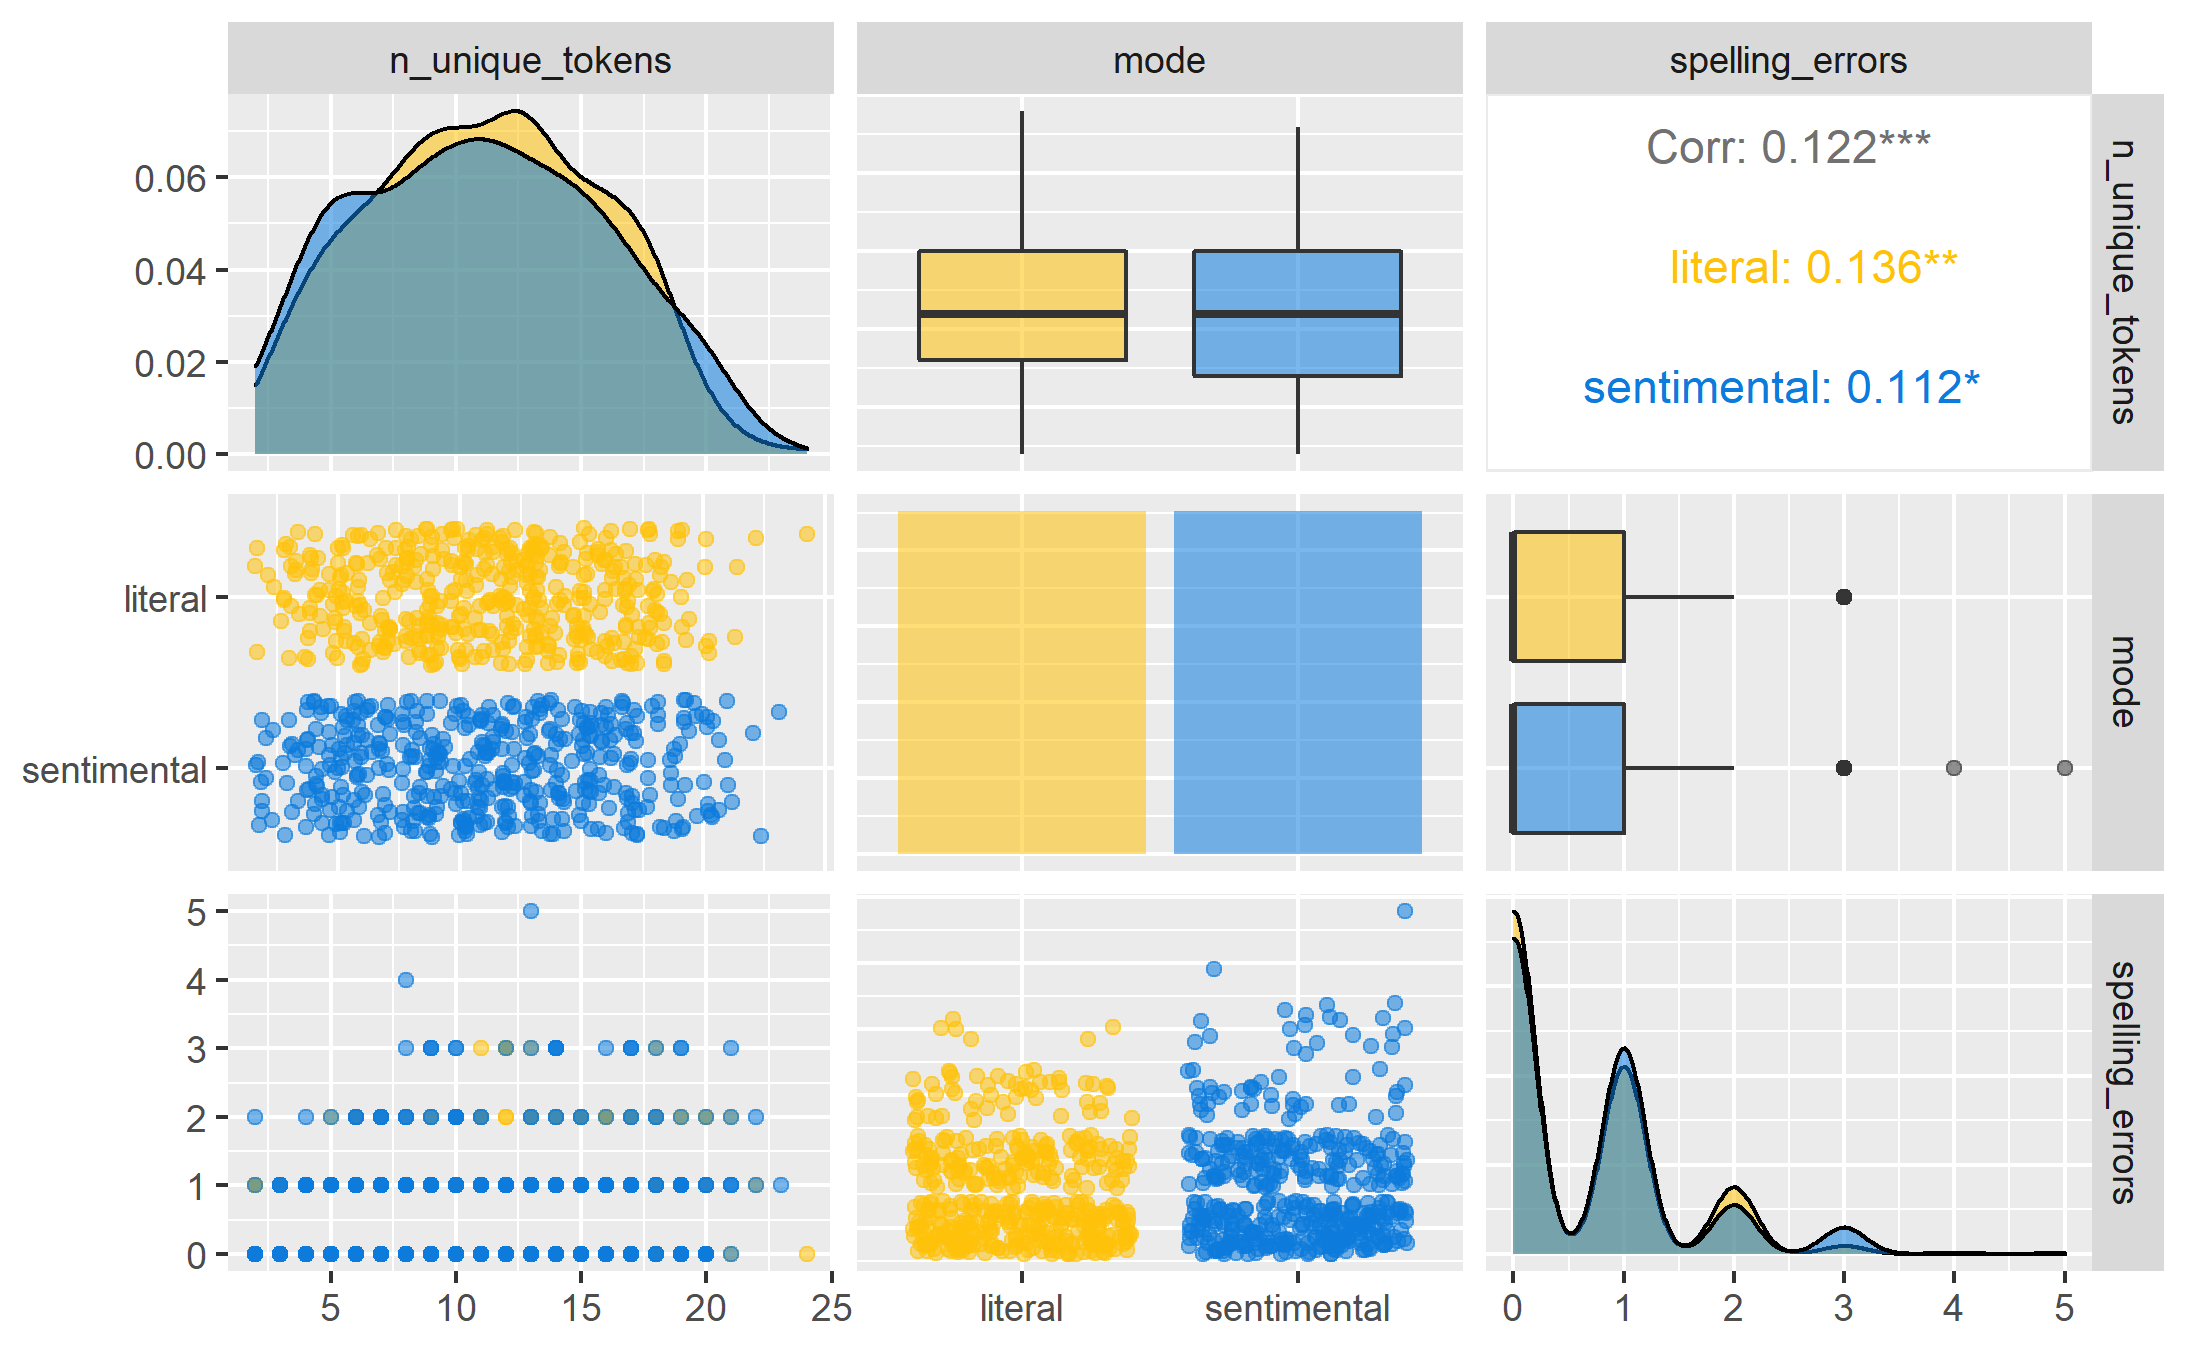 n_unique_tokens
mode
spelling_errors
0.06
0.04
0.02
0.00
Corr: 0.122***
literal: 0.136**
sentimental: 0.112*
n_unique_tokens
literal
sentimental
mode
5
4
3
2
1
0
spelling_errors
5
10
15
20
25
literal
sentimental
0
1
2
3
4
5